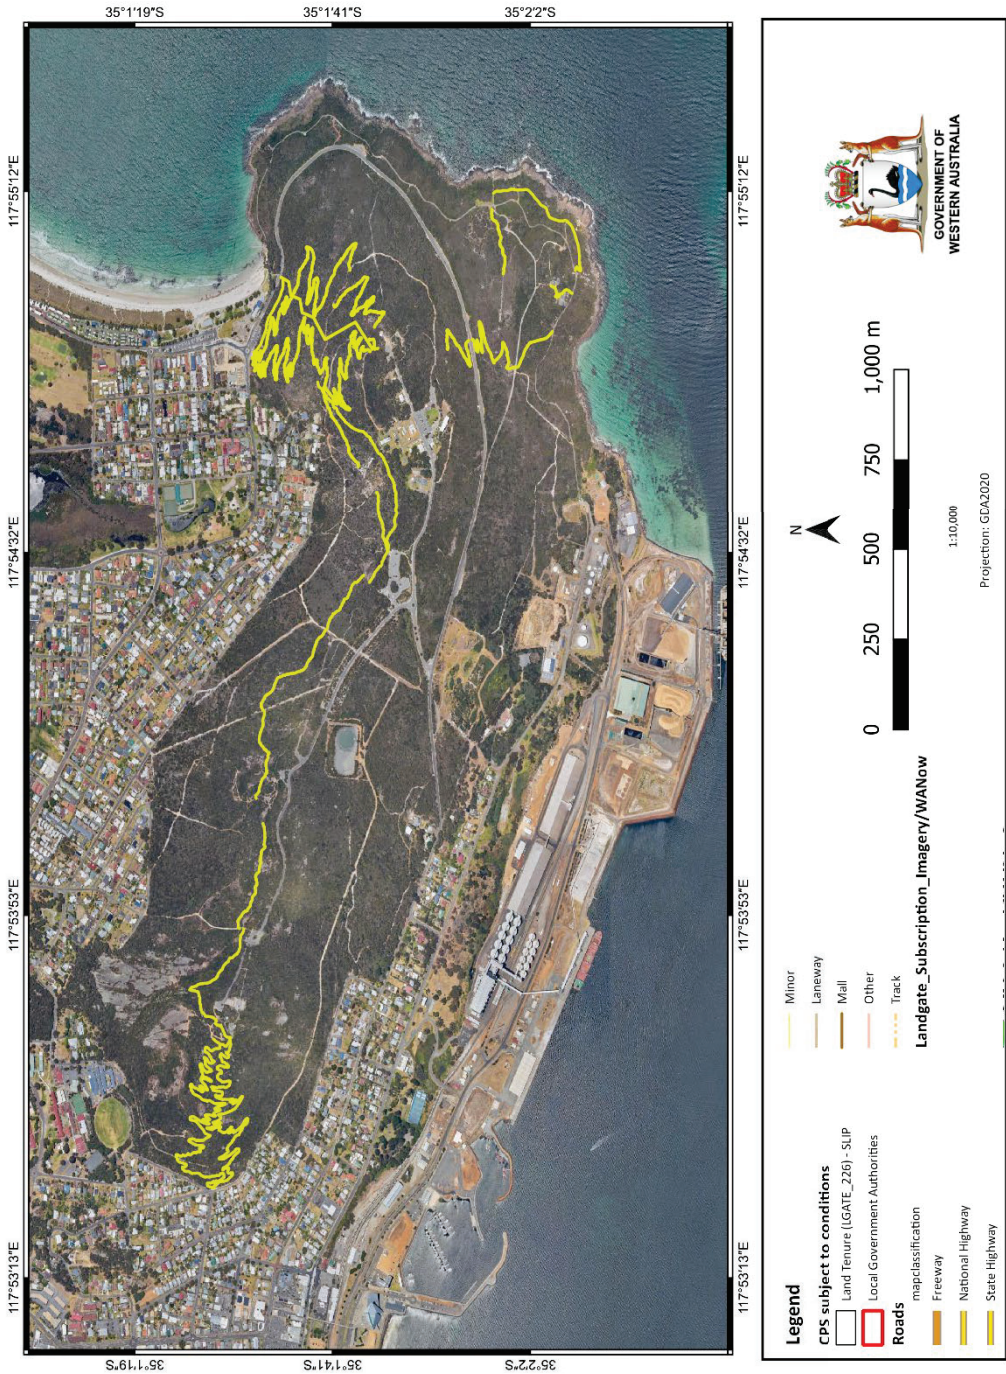 35°1'19"S
35°1'41"S
35°2'2"S
117°53'13"E
117°53'53"E
117°54'32"E
117°55'12"E
117°53'13"E
117°53'53"E
117°54'32"E
117°55'12"E
35°1'19"S
35°1'41"S
35°2'2"S
Legend
CPS subject to conditions
Land Tenure (LGATE_226) - SLIP
Local Government Authorities
Roads
mapclassification
Freeway
National Highway
State Highway
Minor
Laneway
Mall
Other
Track
Landgate_Subscription_Imagery/WANow
N
0 250 500 750 1,000 m
1:10,000
Projection: GDA2020
GOVERNMENT OF
WESTERN AUSTRALIA